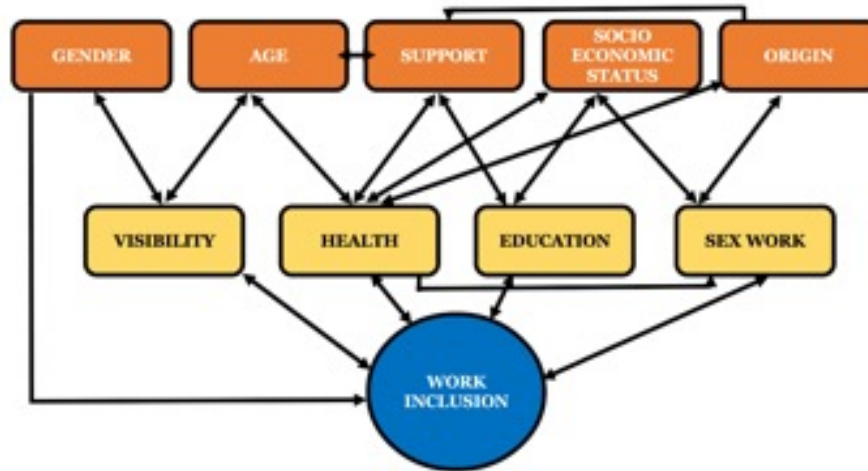 GENDER
AGE
SUPPORT
SOCIO
ECONOMIC
STATUS
ORIGIN
VISIBILITY
HEALTH
EDUCATION
SEX WORK
WORK
INCLUSION